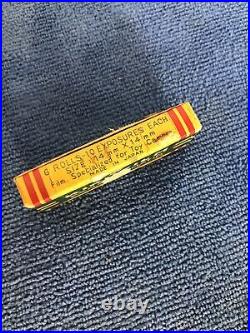 6 ROLLS 10 EXPOSURES EACH
SIZE 14mm X 14mm
Film Specialized for Toy Camera
MADE IN JAPAN